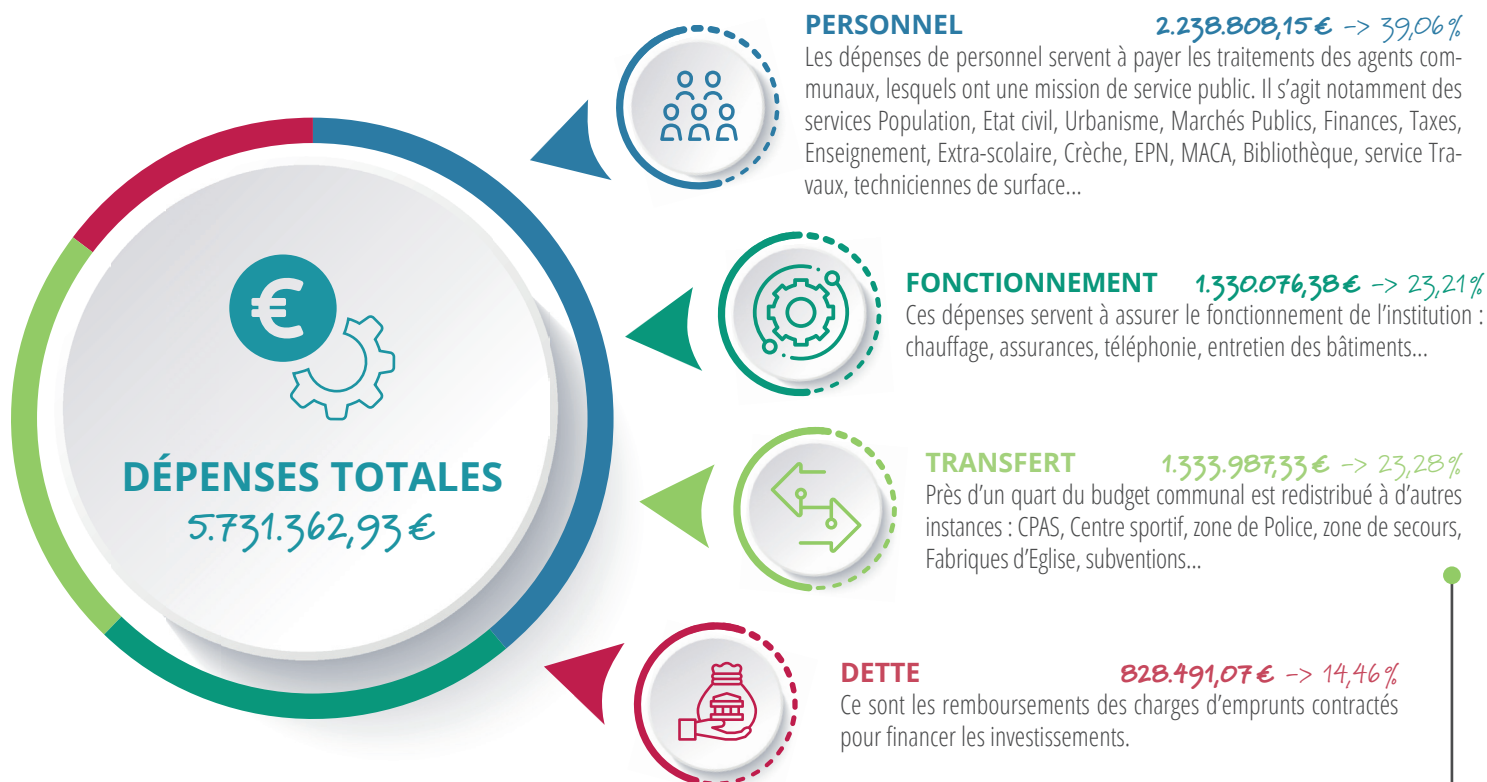 PERSONNEL 2.238.808,15 € -> 39,06%
Les dépenses de personnel servent à payer les traitements des agents com-
munaux, lesquels ont une mission de service public. Il s’agit notamment des
services Population, Etat civil, Urbanisme, Marchés Publics, Finances, Taxes,
Enseignement, Extra-scolaire, Crèche, EPN, MACA, Bibliothèque, service Tra-
vaux, techniciennes de surface...
FONCTIONNEMENT 1.330.076,38 € -> 23,21%
Ces dépenses servent à assurer le fonctionnement de l’institution :
chauffage, assurances, téléphonie, entretien des bâtiments...
€
DÉPENSES TOTALES
5.731.362,93 €
TRANSFERT 1.333.987,33 € -> 23,28%
Près d’un quart du budget communal est redistribué à d’autres
instances : CPAS, Centre sportif, zone de Police, zone de secours,
Fabriques d’Eglise, subventions...
DETTE 828.491,07 € -> 14,46%
Ce sont les remboursements des charges d’emprunts contractés
pour financer les investissements.